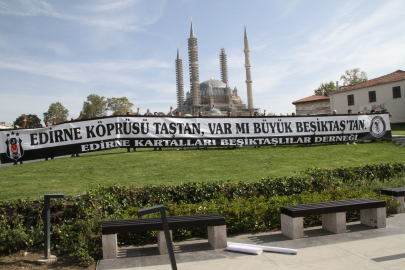 EDİRNE KÖPRÜSÜ TAŞTAN, VAR MI BÜYÜK BEŞİKTAŞ'TAN.
EDİRNE KARTALLARI BEŞİKTAŞLILAR DERNEĞİ